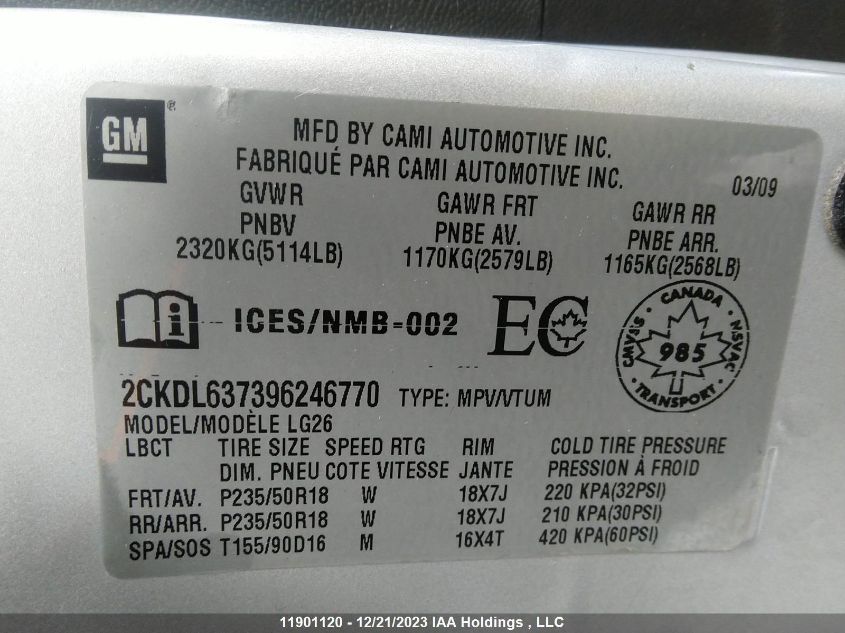 GM ®
MFD BY CAMI AUTOMOTIVE INC.
FABRIQUÉ PAR CAMI AUTOMOTIVE INC.
03/09
GVWR GAWR FRT GAWR RR
PNBV PNBE AV. PNBE ARR.
2320KG(5114LB) 1170KG(2579LB) 1165KG(2568LB)
i ICES/NMB-002 EC
CANADA
CMVSS 985 NSVAC
TRANSPORT
2CKDL637396246770 TYPE: MPV/VTUM
MODEL/MODÈLE LG26
LBCT TIRE SIZE SPEED RTG RIM COLD TIRE PRESSURE
DIM. PNEU COTE VITESSE JANTE PRESSION À FROID
FRT/AV. P235/50R18 W 18X7J 220 KPA(32PSI)
RR/ARR. P235/50R18 W 18X7J 210 KPA(30PSI)
SPA/SOS T155/90D16 M 16X4T 420 KPA(60PSI)
11901120 - 12/21/2023 IAA Holdings , LLC